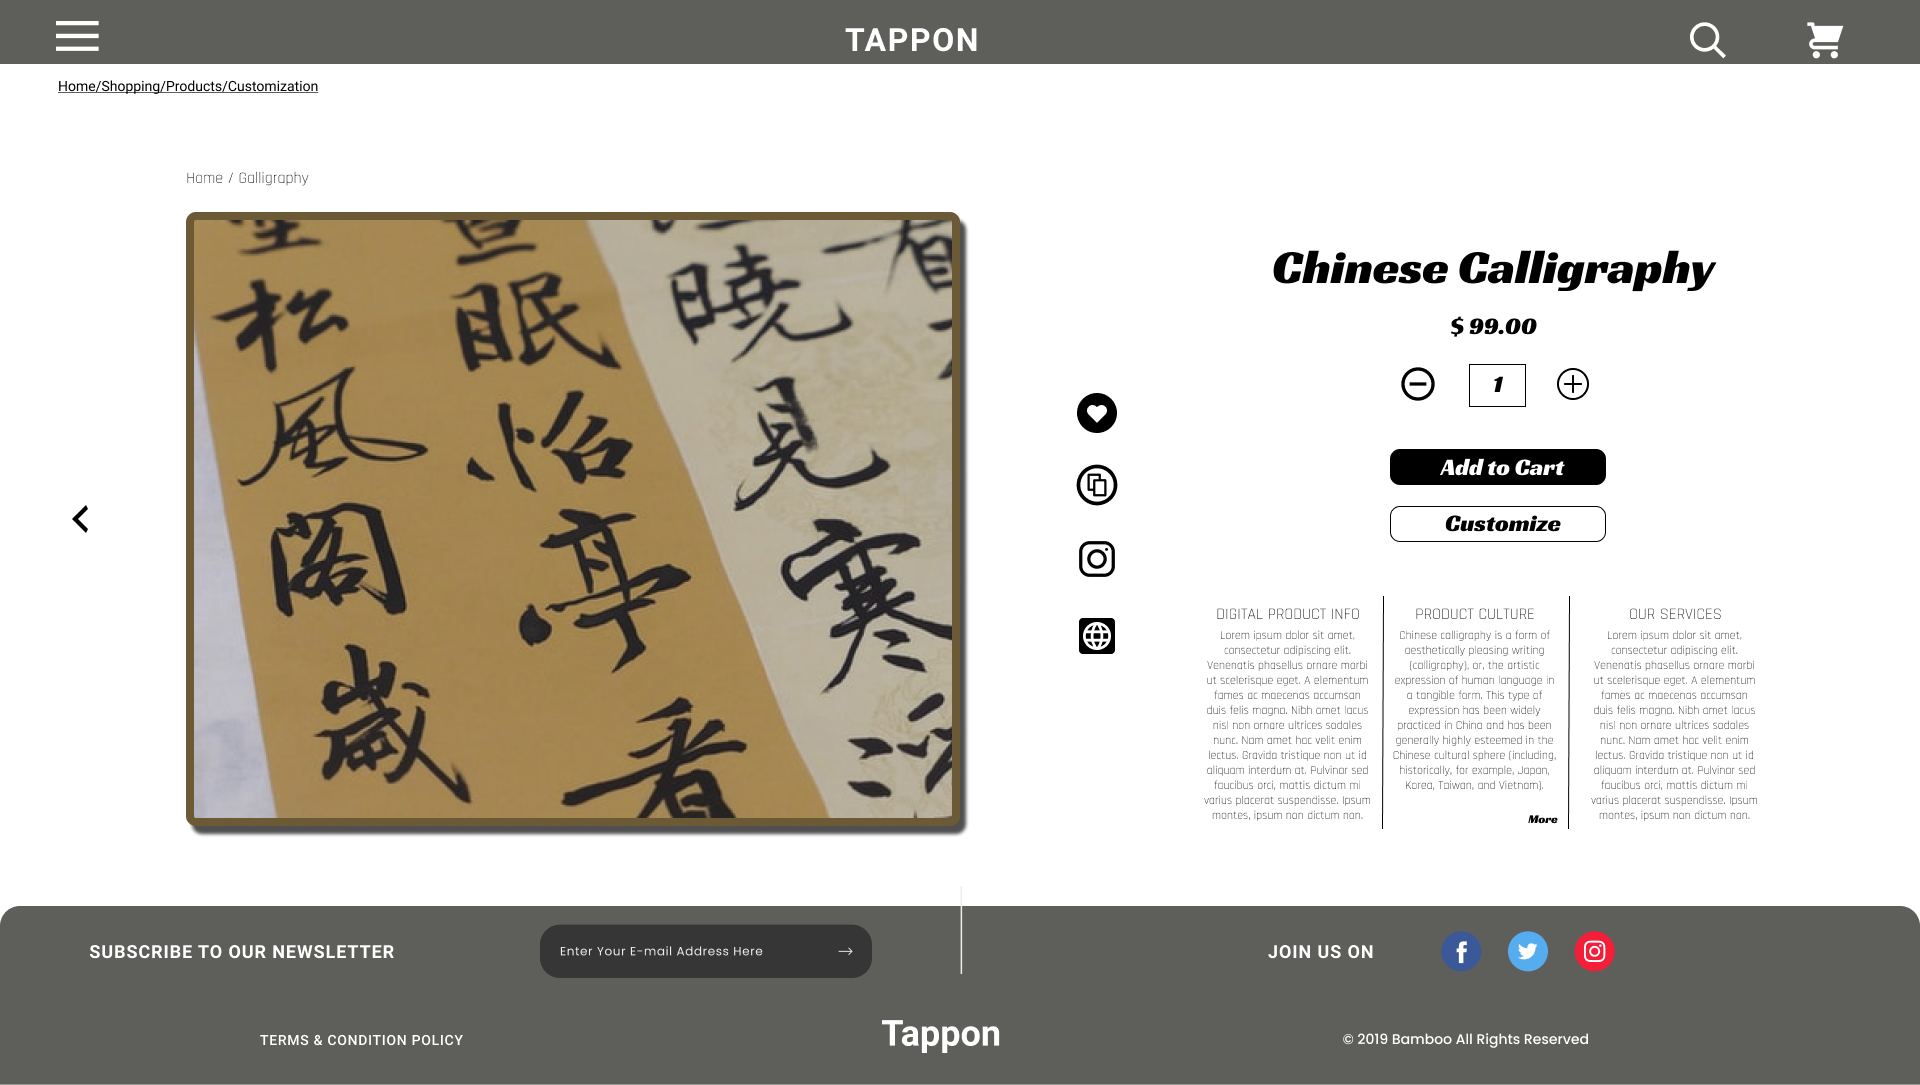 TAPPON
Home/Shopping/Products/Customization
Home / Galligraphy
松風閣
眠怡亭看
曉見寒
Chinese Calligraphy
$ 99.00
1
Add to Cart
Customize
DIGITAL PRODUCT INFO
Lorem ipsum dolor sit amet,
consectetur adipiscing elit.
Venenatis phasellus ornare morbi
ut scelerisque eget. A elementum
fames ac maecenas accumsan
duis felis magna. Nibh amet lacus
nisl non ornare ultrices sodales
nunc. Nam amet hac velit enim
lectus. Gravida tristique non ut id
aliquam interdum at. Pulvinar sed
faucibus orci, mattis dictum mi
varius placerat suspendisse. Ipsum
montes, ipsum non dictum non.
PRODUCT CULTURE
Chinese calligraphy is a form of
aesthetically pleasing writing
(calligraphy), or, the artistic
expression of human language in
a tangible form. This type of
expression has been widely
practiced in China and has been
generally highly esteemed in the
Chinese cultural sphere (including,
historically, for example, Japan,
Korea, Taiwan, and Vietnam).
More
OUR SERVICES
Lorem ipsum dolor sit amet,
consectetur adipiscing elit.
Venenatis phasellus ornare morbi
ut scelerisque eget. A elementum
fames ac maecenas accumsan
duis felis magna. Nibh amet lacus
nisl non ornare ultrices sodales
nunc. Nam amet hac velit enim
lectus. Gravida tristique non ut id
aliquam interdum at. Pulvinar sed
faucibus orci, mattis dictum mi
varius placerat suspendisse. Ipsum
montes, ipsum non dictum non.
SUBSCRIBE TO OUR NEWSLETTER
Enter Your E-mail Address Here
JOIN US ON
TERMS & CONDITION POLICY
Tappon
© 2019 Bamboo All Rights Reserved